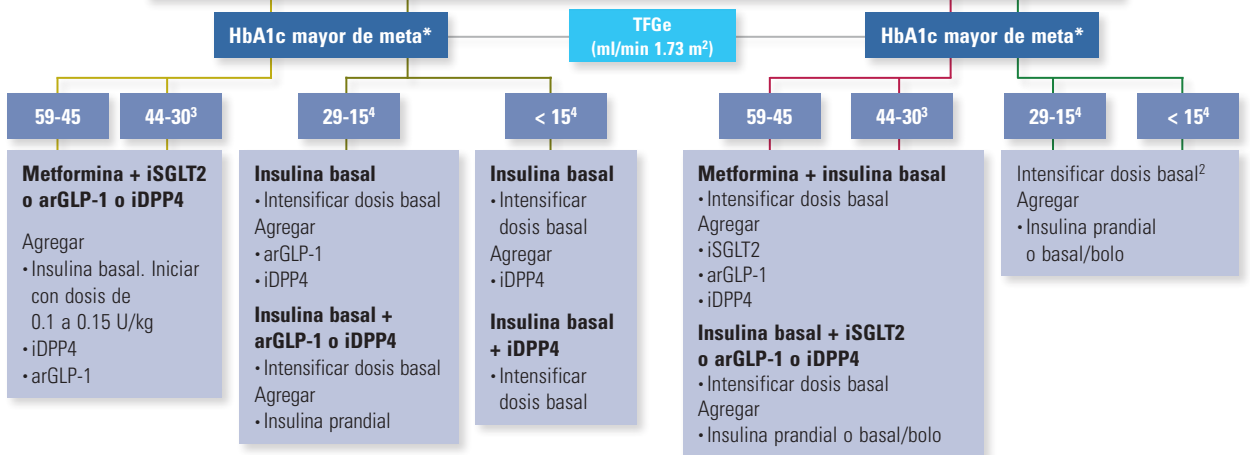 HbA1c mayor de meta*
TFGe
(ml/min 1.73 m²)
HbA1c mayor de meta*
59-45
44-30³
29-15⁴
< 15⁴
59-45
44-30³
29-15⁴
< 15⁴
Metformina + iSGLT2
o arGLP-1 o iDPP4
Agregar
• Insulina basal. Iniciar
con dosis de
0.1 a 0.15 U/kg
• iDPP4
• arGLP-1
Insulina basal
• Intensificar dosis basal
Agregar
• arGLP-1
• iDPP4
Insulina basal +
arGLP-1 o iDPP4
• Intensificar dosis basal
Agregar
• Insulina prandial
Insulina basal
• Intensificar
dosis basal
Agregar
• iDPP4
Insulina basal
+ iDPP4
• Intensificar
dosis basal
Metformina + insulina basal
• Intensificar dosis basal
Agregar
• iSGLT2
• arGLP-1
• iDPP4
Insulina basal + iSGLT2
o arGLP-1 o iDPP4
• Intensificar dosis basal
Agregar
• Insulina prandial o basal/bolo
Intensificar dosis basal²
Agregar
• Insulina prandial
o basal/bolo